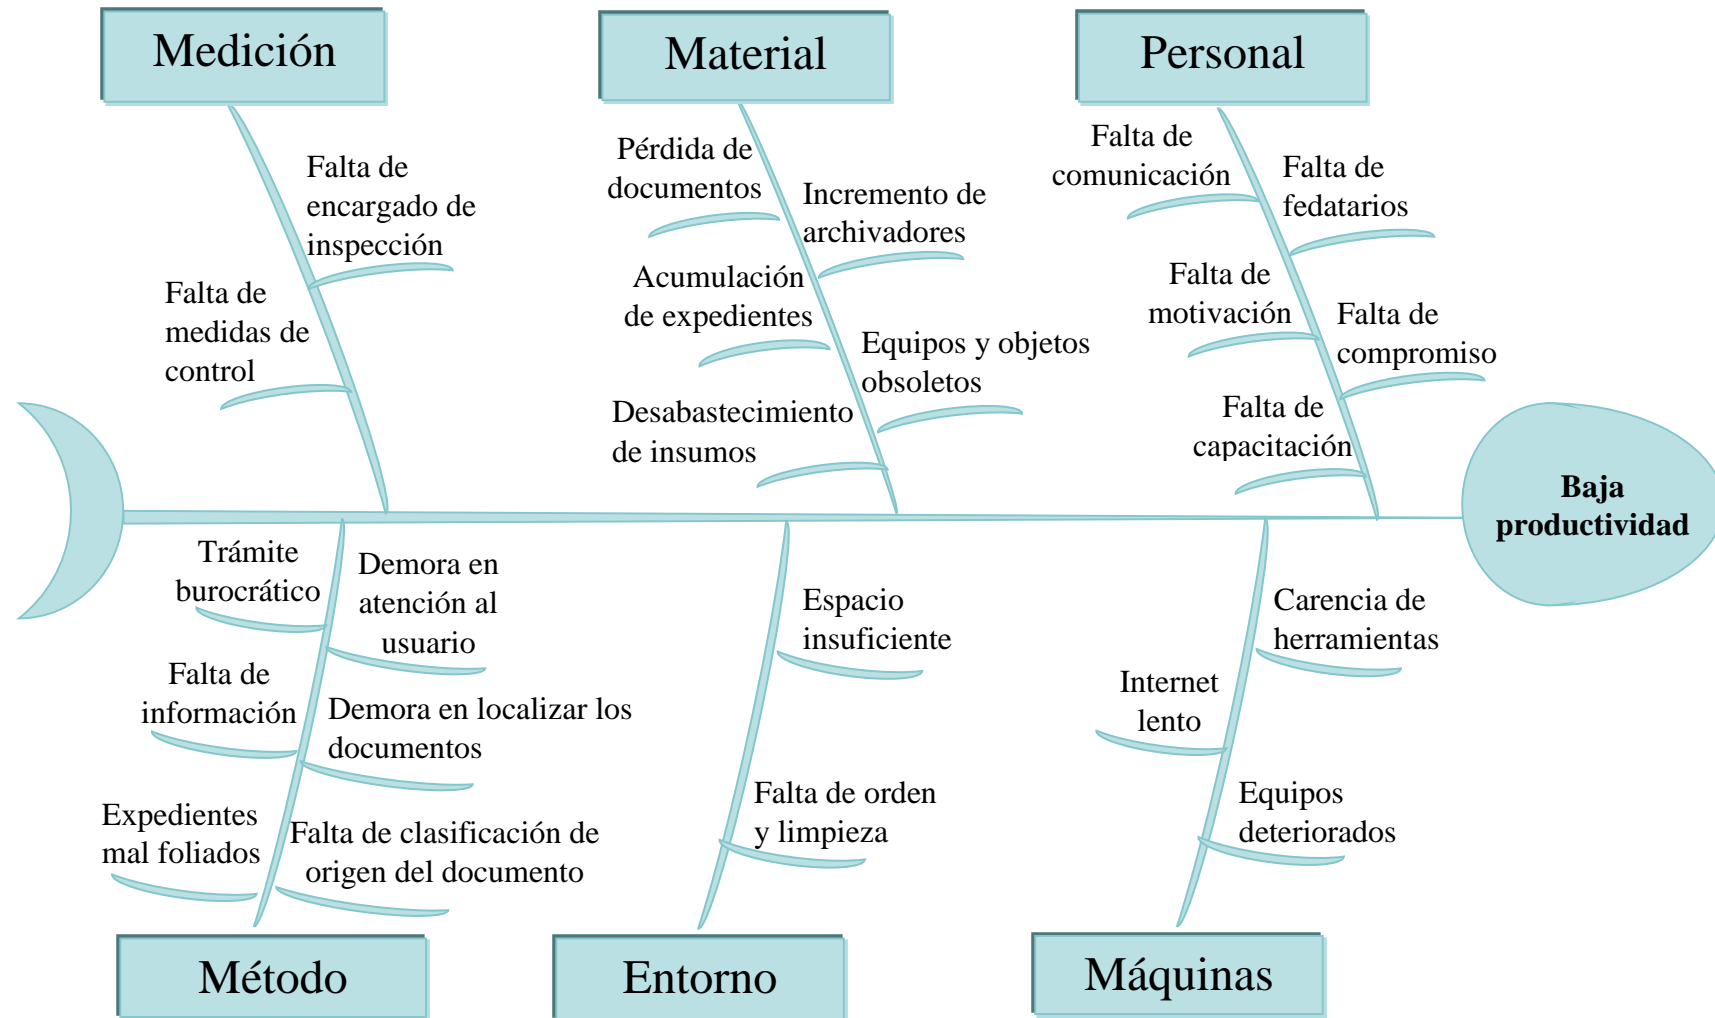 Medición
Material
Personal
Falta de
encargado de
inspección
Falta de
medidas de
control
Pérdida de
documentos
Incremento de
archivadores
Acumulación
de expedientes
Equipos y objetos
obsoletos
Desabastecimiento
de insumos
Falta de
comunicación
Falta de
fedatarios
Falta de
motivación
Falta de
compromiso
Falta de
capacitación
Baja
productividad
Trámite
burocrático
Demora en
atención al
usuario
Falta de
información
Demora en localizar los
documentos
Expedientes
mal foliados
Falta de clasificación de
origen del documento
Espacio
insuficiente
Falta de orden
y limpieza
Carencia de
herramientas
Internet
lento
Equipos
deteriorados
Método
Entorno
Máquinas